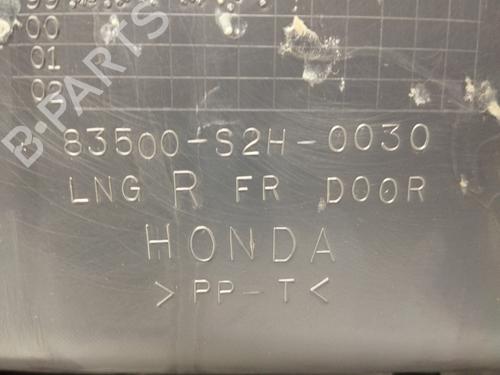 00
01
02
83500-S2H-0030
LNG R FR DOOR
HONDA
>PP-T<
B-PARTS